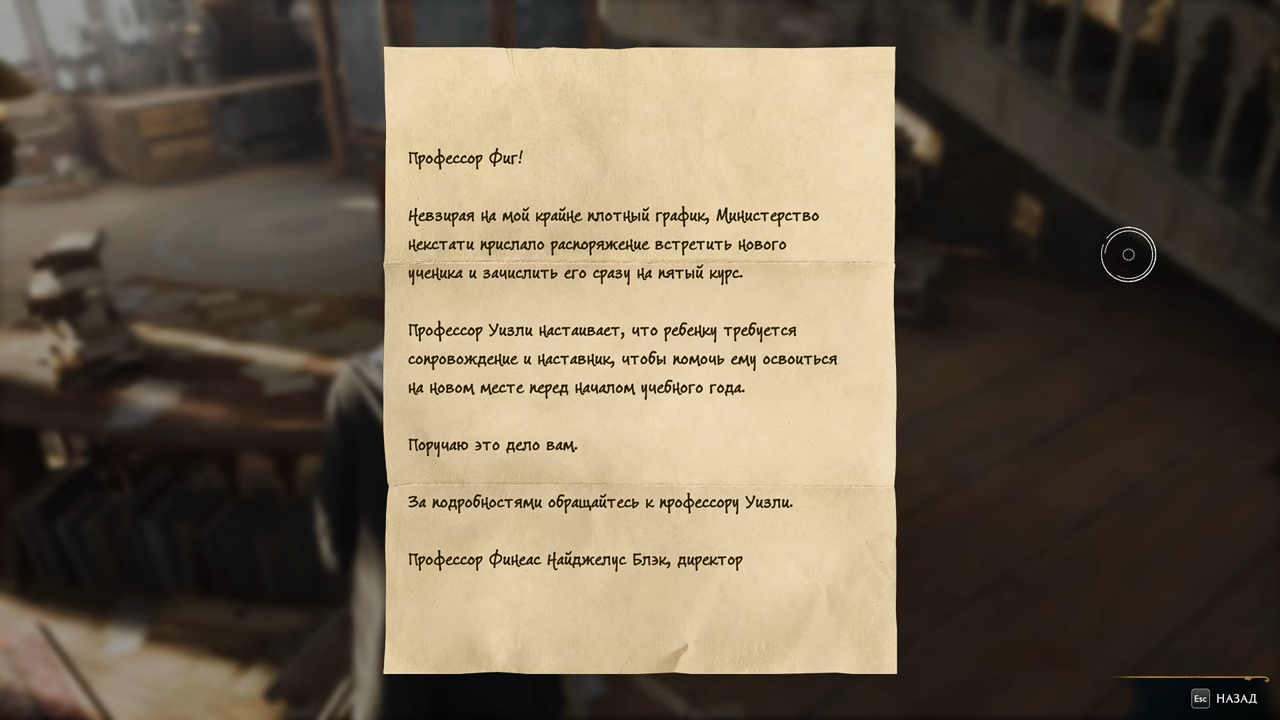 Профессор Фиг!
Невзирая на мой крайне плотный график, Министерство
некстати прислало распоряжение встретить нового
ученика и зачислить его сразу на пятый курс.
Профессор Уизли настаивает, что ребенку требуется
сопровождение и наставник, чтобы помочь ему освоиться
на новом месте перед началом учебного года.
Поручаю это дело вам.
За подробностями обращайтесь к профессору Уизли.
Профессор Финеас Найджелус Блэк, директор
Esc НАЗАД